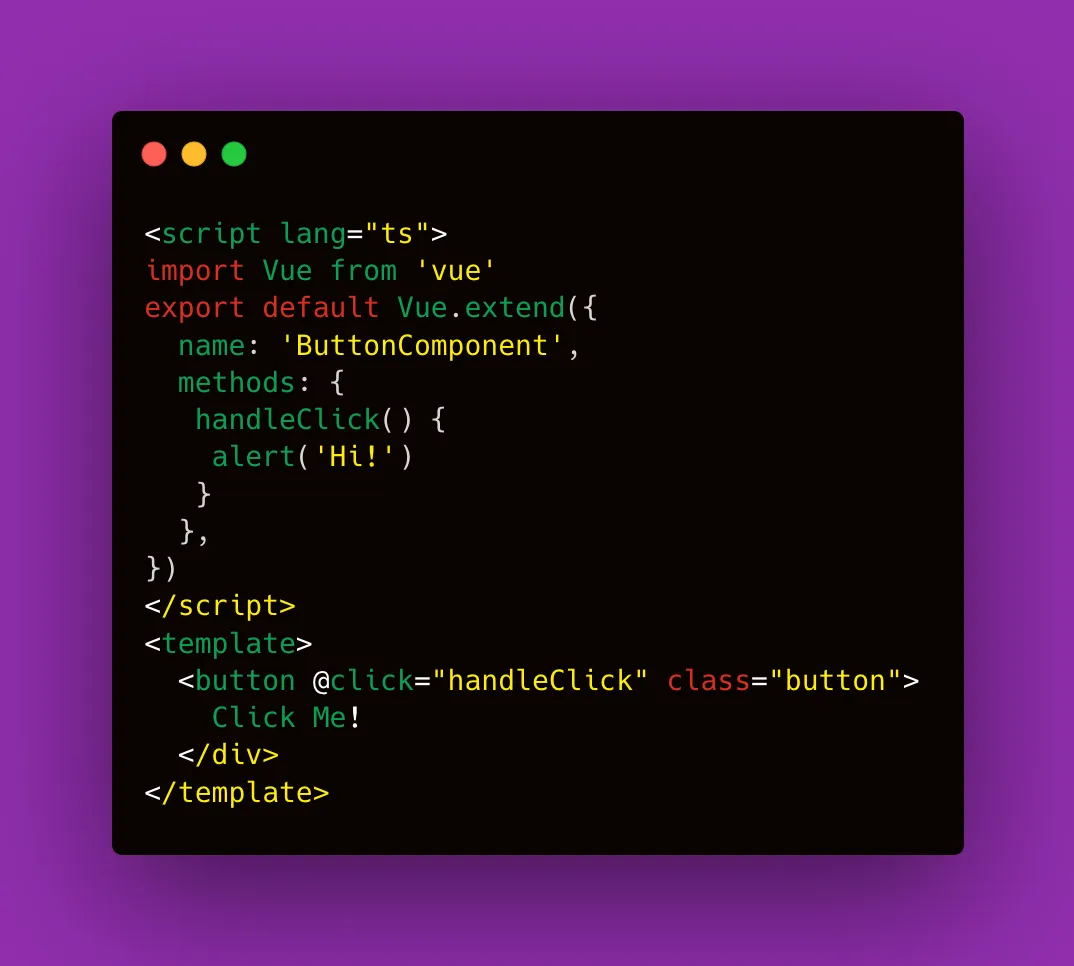 <script lang="ts">
import Vue from 'vue'
export default Vue.extend({
  name: 'ButtonComponent',
  methods: {
   handleClick() {
    alert('Hi!')
   }
  },
})
</script>
<template>
  <button @click="handleClick" class="button">
    Click Me!
  </div>
</template>